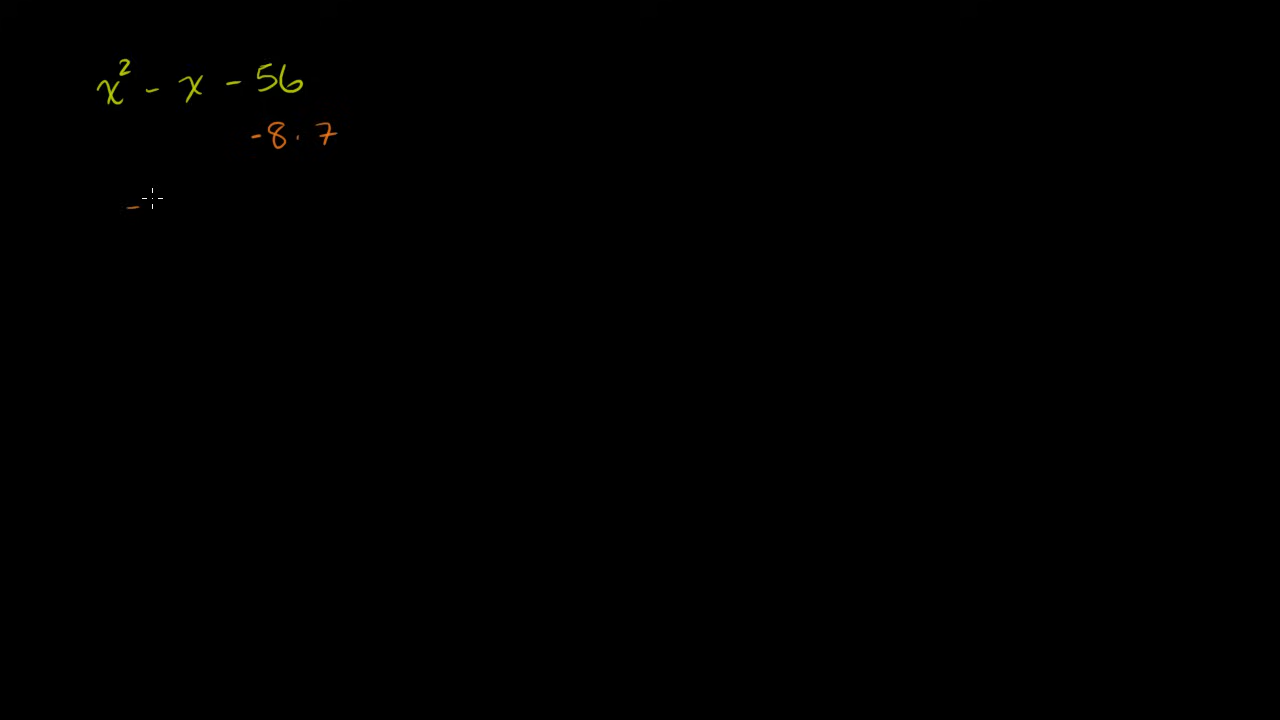 x² - x - 56
-8 · 7
-